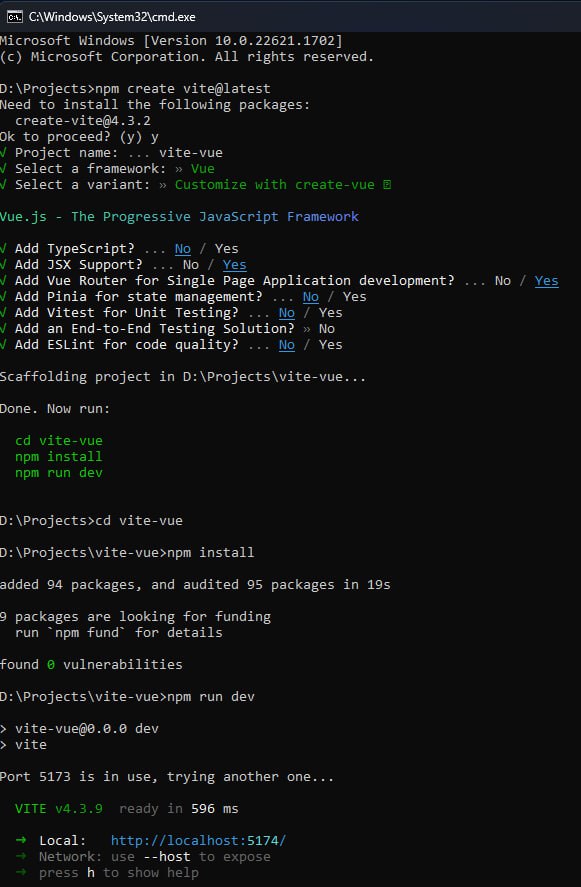 C:\Windows\System32\cmd.exe
Microsoft Windows [Version 10.0.22621.1702]
(c) Microsoft Corporation. All rights reserved.
D:\Projects>npm create vite@latest
Need to install the following packages:
create-vite@4.3.2
Ok to proceed? (y) y
√ Project name: ... vite-vue
√ Select a framework: » Vue
√ Select a variant: » Customize with create-vue
Vue.js - The Progressive JavaScript Framework
√ Add TypeScript? ... No / Yes
√ Add JSX Support? ... No / Yes
√ Add Vue Router for Single Page Application development? ... No / Yes
√ Add Pinia for state management? ... No / Yes
√ Add Vitest for Unit Testing? ... No / Yes
√ Add an End-to-End Testing Solution? » No
√ Add ESLint for code quality? ... No / Yes
Scaffolding project in D:\Projects\vite-vue...
Done. Now run:
cd vite-vue
npm install
npm run dev
D:\Projects>cd vite-vue
D:\Projects\vite-vue>npm install
added 94 packages, and audited 95 packages in 19s
9 packages are looking for funding
run `npm fund` for details
found 0 vulnerabilities
D:\Projects\vite-vue>npm run dev
> vite-vue@0.0.0 dev
> vite
Port 5173 is in use, trying another one...
VITE v4.3.9 ready in 596 ms
➜ Local: http://localhost:5174/
➜ Network: use --host to expose
➜ press h to show help